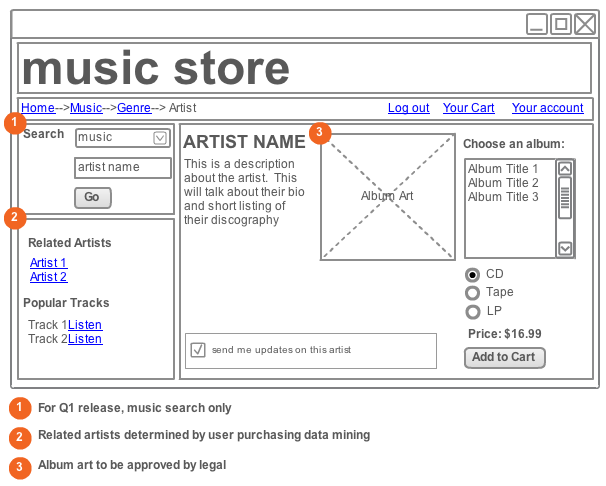 music store
Home-->Music-->Genre--> Artist
Log out Your Cart Your account
1
Search
music
artist name
Go
2
Related Artists
Artist 1
Artist 2
Popular Tracks
Track 1Listen
Track 2Listen
ARTIST NAME
This is a description
about the artist. This
will talk about their bio
and short listing of
their discography
3
Album Art
Choose an album:
Album Title 1
Album Title 2
Album Title 3
CD
Tape
LP
Price: $16.99
Add to Cart
send me updates on this artist
1 For Q1 release, music search only
2 Related artists determined by user purchasing data mining
3 Album art to be approved by legal